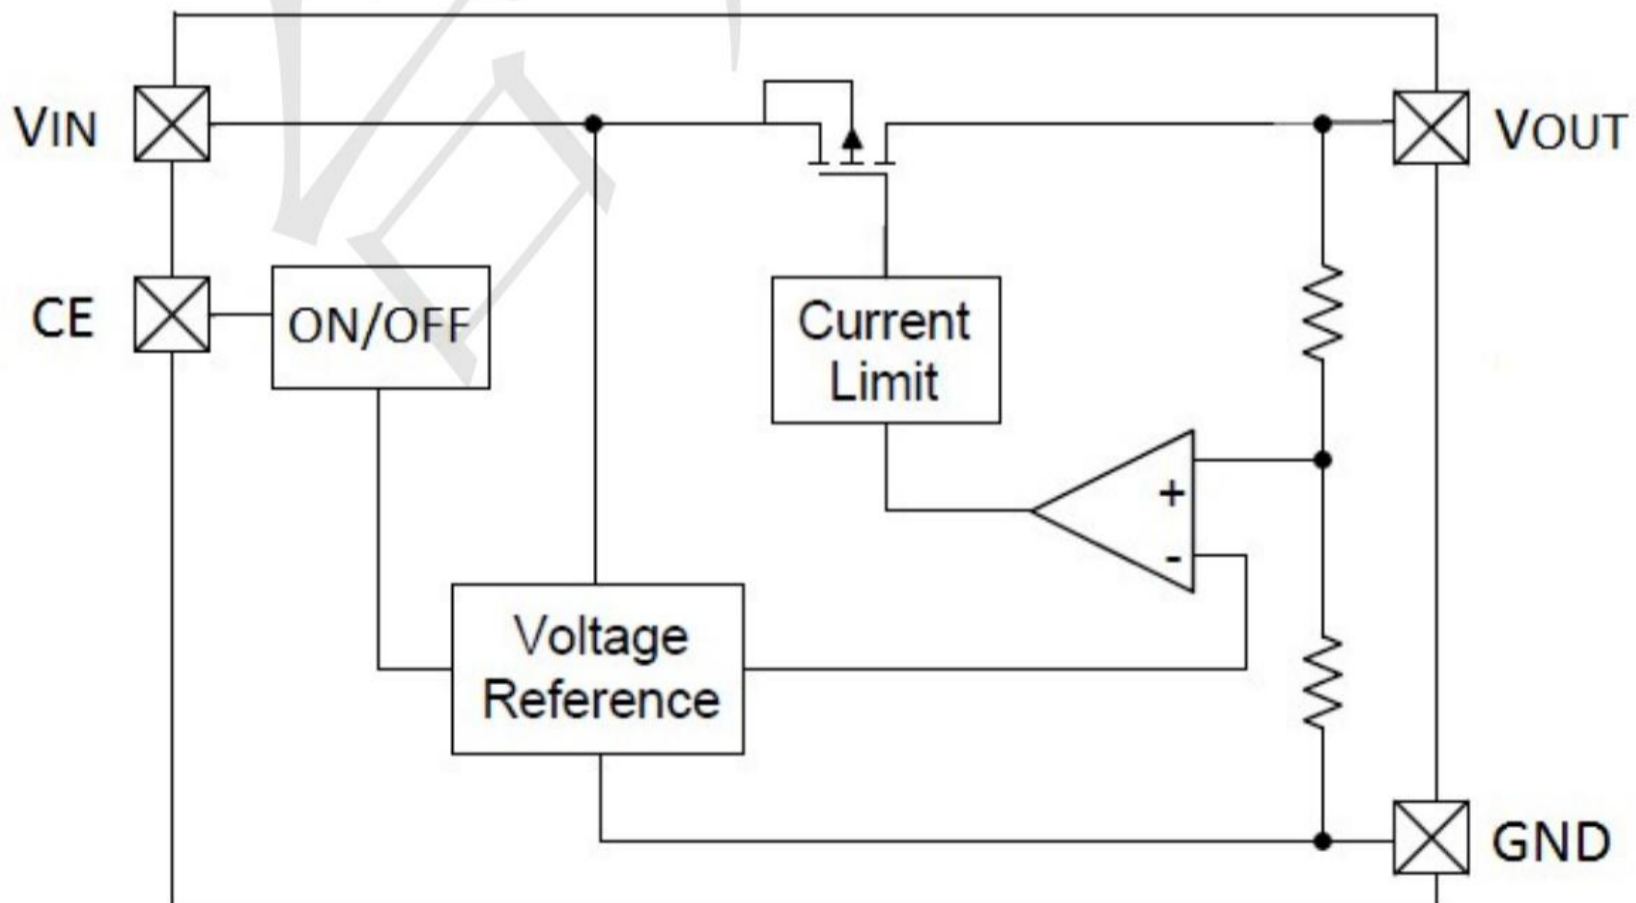 VIN
VOUT
CE
ON/OFF
Current
Limit
+
-
Voltage
Reference
GND